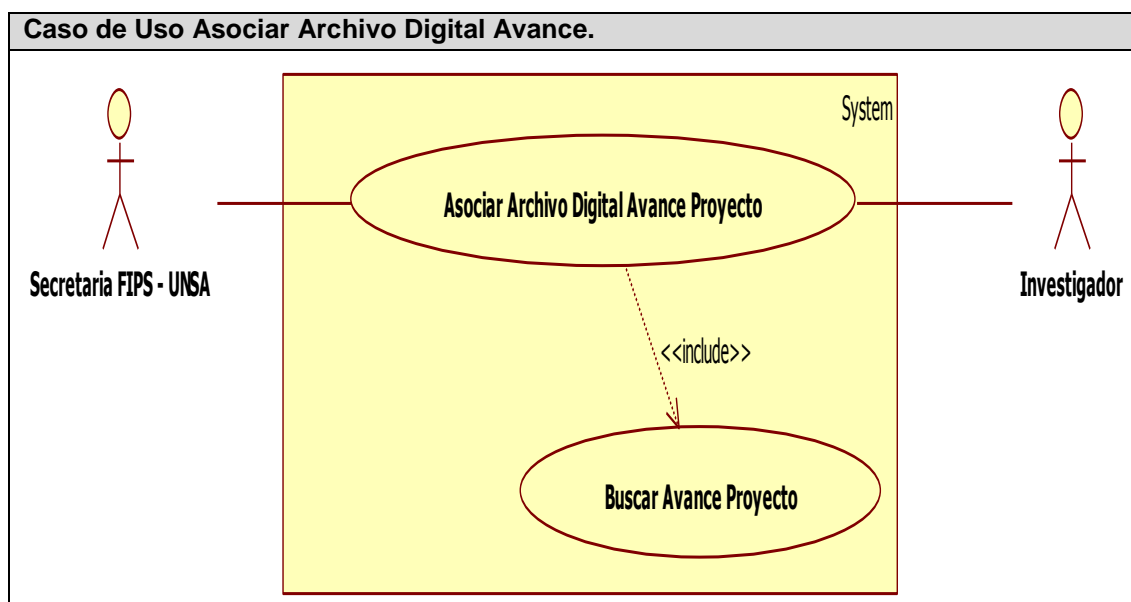 Caso de Uso Asociar Archivo Digital Avance.
System
Asociar Archivo Digital Avance Proyecto
Secretaria FIPS - UNSA
Investigador
<<include>>
Buscar Avance Proyecto